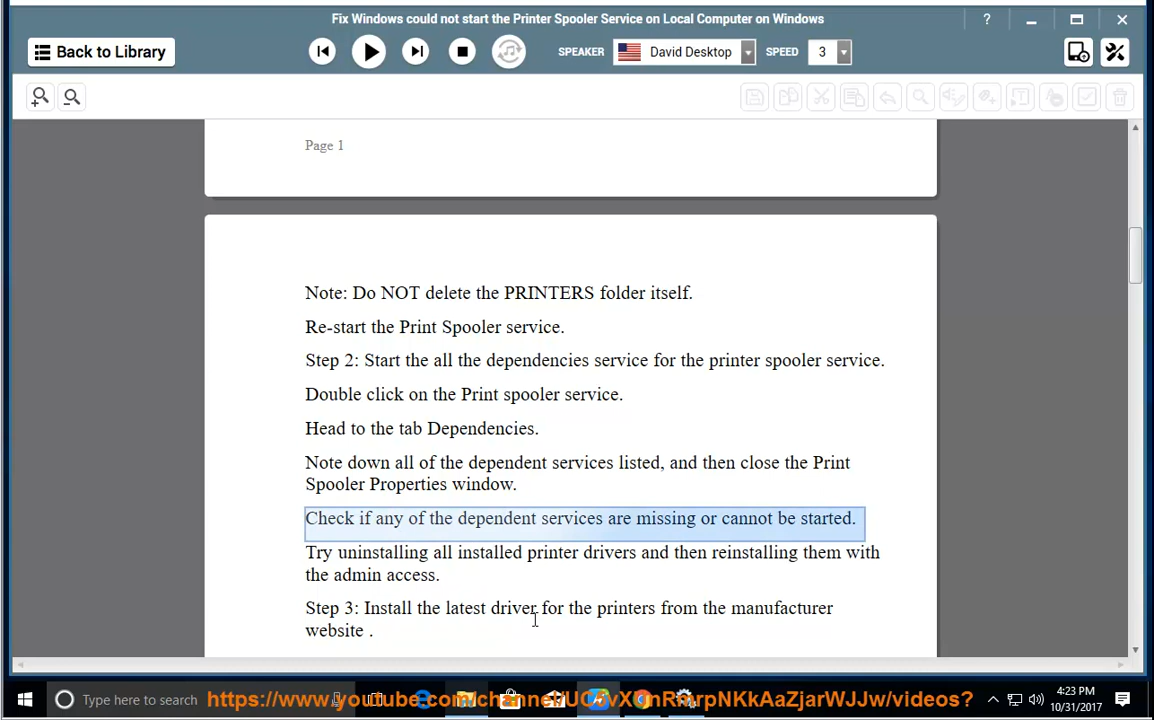 Fix Windows could not start the Printer Spooler Service on Local Computer on Windows
?
Back to Library
SPEAKER
David Desktop
SPEED
3
Page 1
Note: Do NOT delete the PRINTERS folder itself.
Re-start the Print Spooler service.
Step 2: Start the all the dependencies service for the printer spooler service.
Double click on the Print spooler service.
Head to the tab Dependencies.
Note down all of the dependent services listed, and then close the Print
Spooler Properties window.
Check if any of the dependent services are missing or cannot be started.
Try uninstalling all installed printer drivers and then reinstalling them with
the admin access.
Step 3: Install the latest driver for the printers from the manufacturer
website .
Type here to search
4:23 PM
10/31/2017